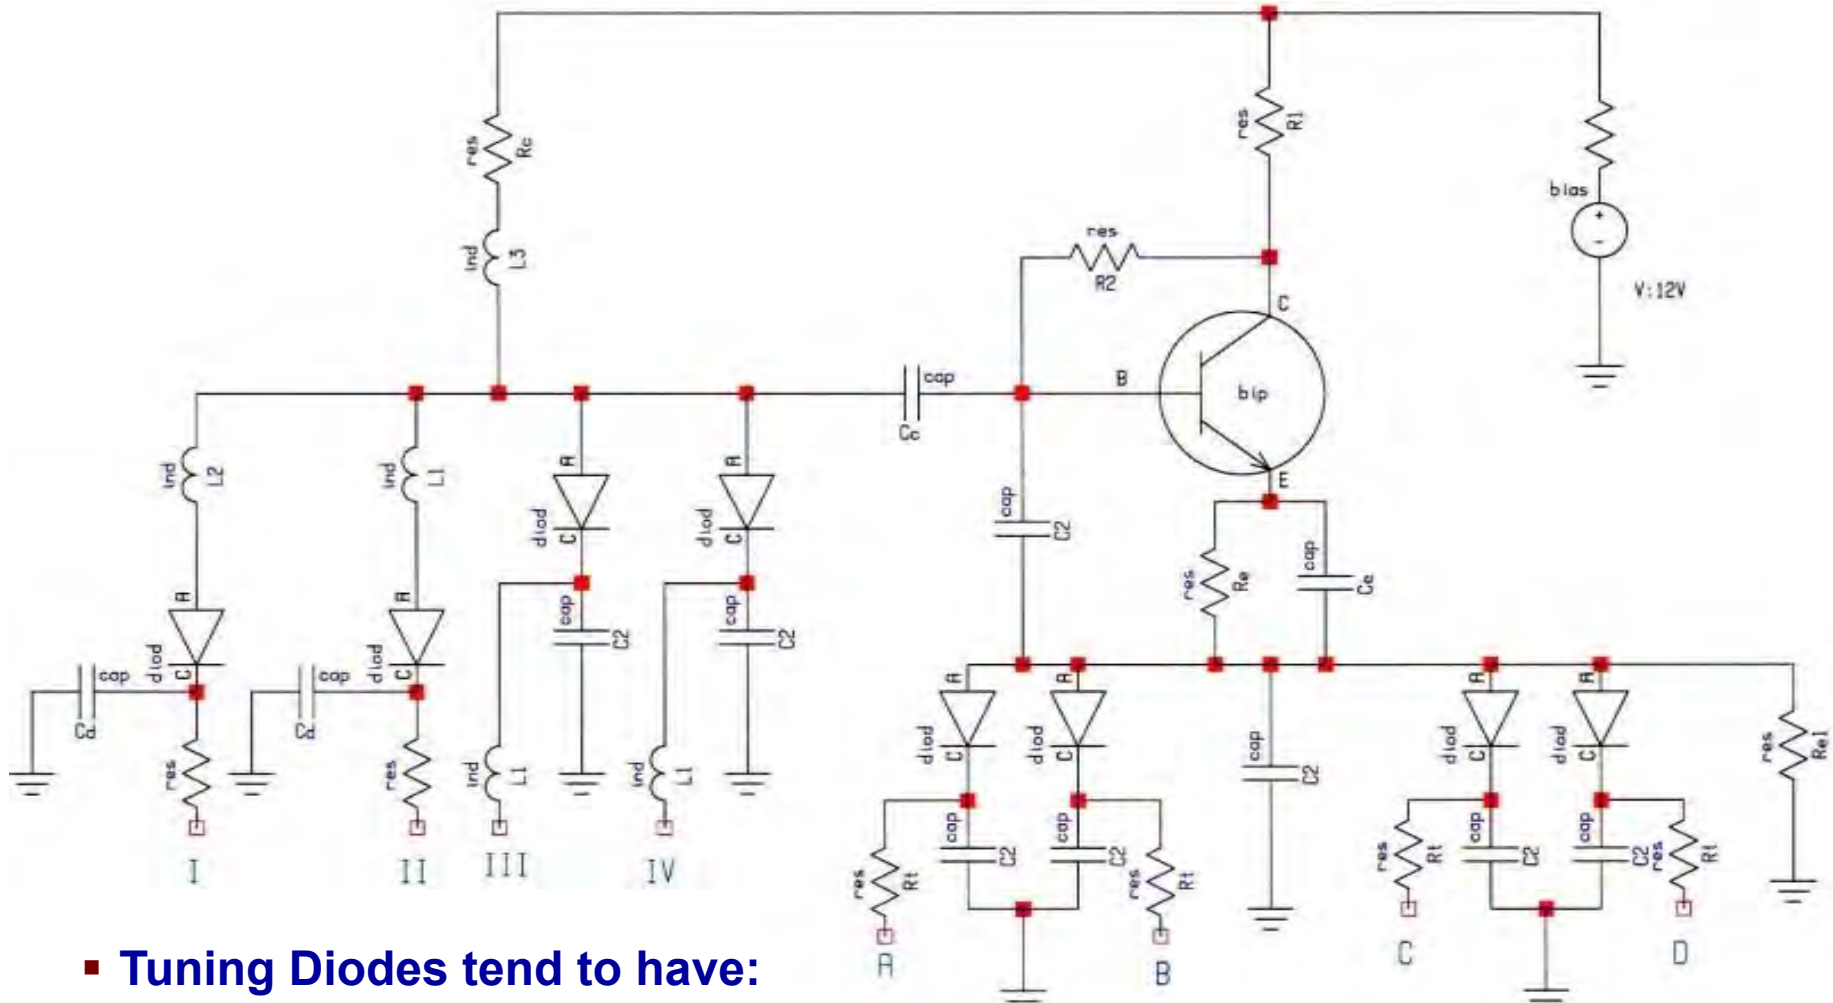 res
Rc
ind
L3
res
R1
bias
V:12V
res
R2
C
B
bip
E
cap
Cc
ind
L2
ind
L1
A
diod
C
A
diod
C
A
diod
C
A
diod
C
cap
Cd
cap
Cd
cap
C2
cap
C2
res
res
ind
L1
ind
L1
I
II
III
IV
cap
C2
res
Re
cap
Ce
A
diod
C
A
diod
C
cap
C2
A
diod
C
A
diod
C
res
Re1
res
Rt
cap
C2
cap
C2
res
Rt
res
Rt
cap
C2
cap
C2
res
Rt
A
B
C
D
▪ Tuning Diodes tend to have: